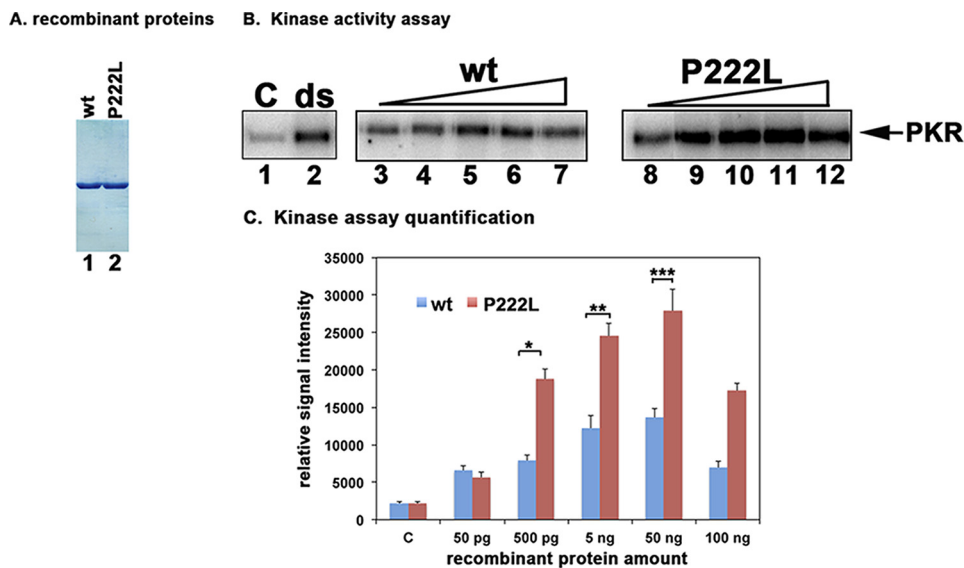 A. recombinant proteins
wt
P222L
1 2
B. Kinase activity assay
C ds
wt
P222L
PKR
1 2 3 4 5 6 7 8 9 10 11 12
C. Kinase assay quantification
relative signal intensity
35000
30000
25000
20000
15000
10000
5000
0
wt P222L
*
**
***
C 50 pg 500 pg 5 ng 50 ng 100 ng
recombinant protein amount